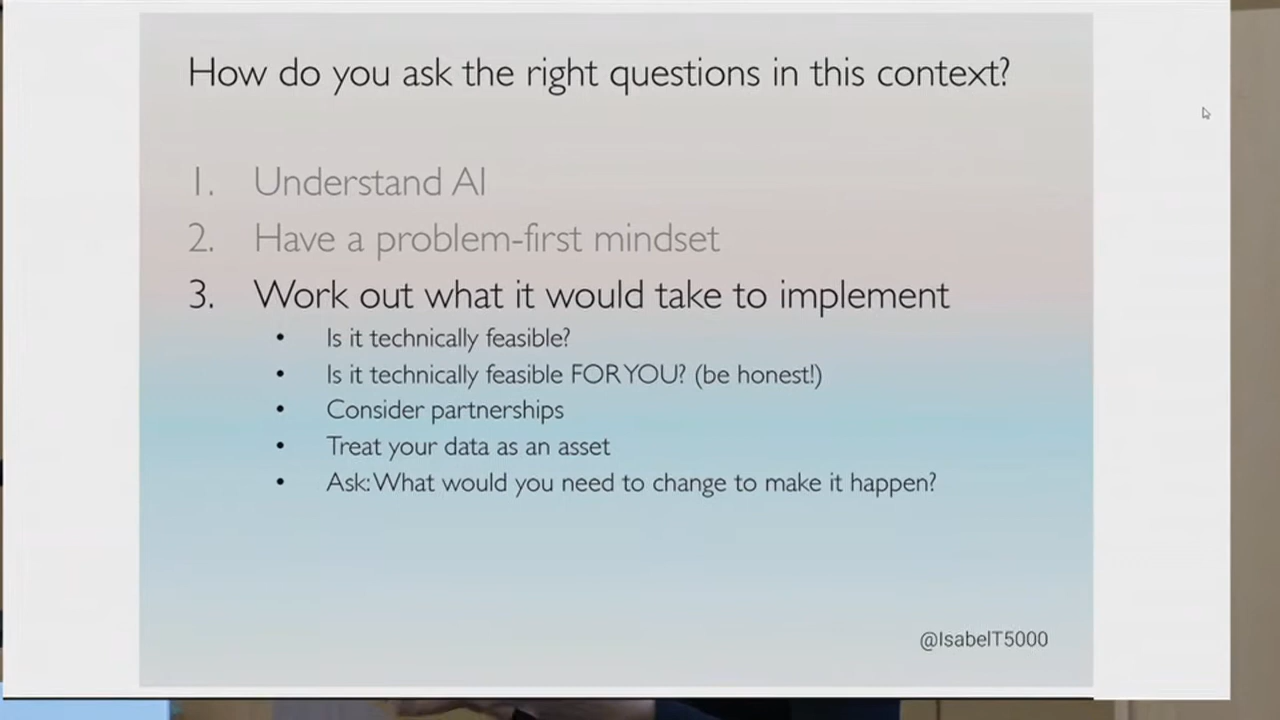 How do you ask the right questions in this context?
1. Understand AI
2. Have a problem-first mindset
3. Work out what it would take to implement
• Is it technically feasible?
• Is it technically feasible FOR YOU? (be honest!)
• Consider partnerships
• Treat your data as an asset
• Ask: What would you need to change to make it happen?
@IsabelT5000